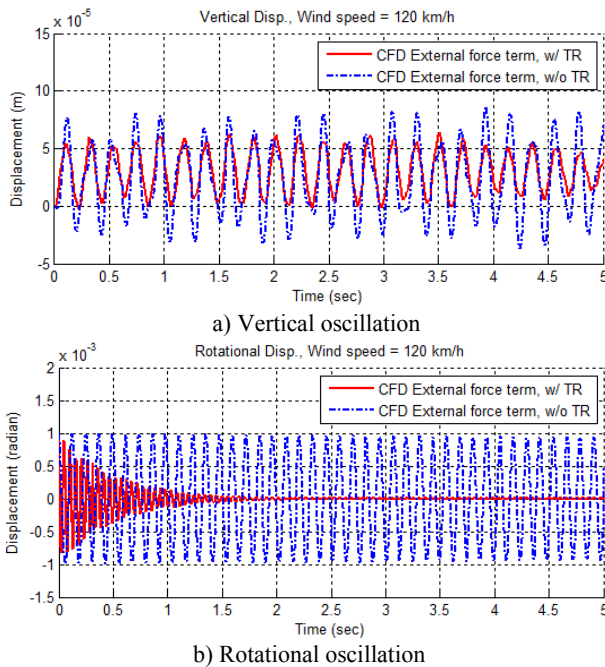 x 10^-5
Vertical Disp., Wind speed = 120 km/h
15
10
5
0
-5
Displacement (m)
CFD External force term, w/ TR
CFD External force term, w/o TR
0 0.5 1 1.5 2 2.5 3 3.5 4 4.5 5
Time (sec)
a) Vertical oscillation
x 10^-3
Rotational Disp., Wind speed = 120 km/h
2
1.5
1
0.5
0
-0.5
-1
-1.5
Displacement (radian)
CFD External force term, w/ TR
CFD External force term, w/o TR
0 0.5 1 1.5 2 2.5 3 3.5 4 4.5 5
Time (sec)
b) Rotational oscillation